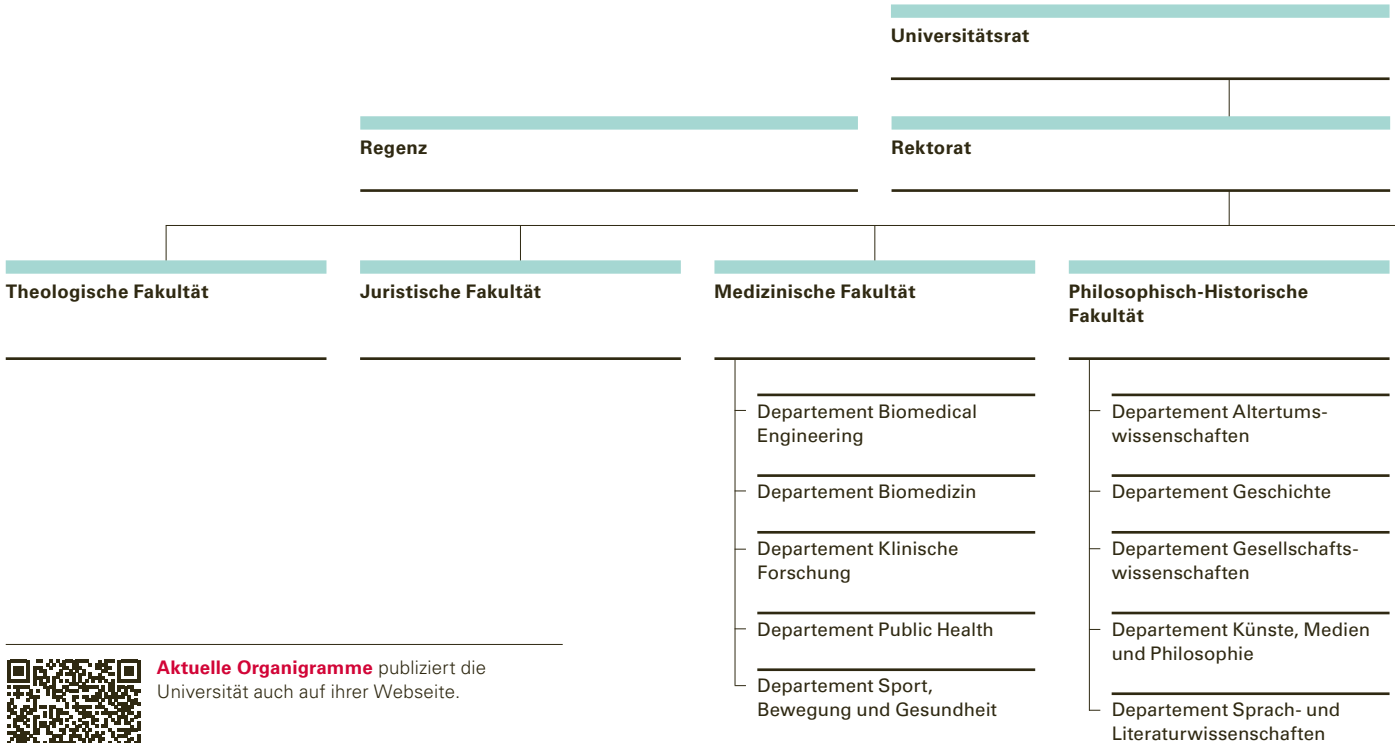 Universitätsrat
Regenz
Rektorat
Theologische Fakultät
Juristische Fakultät
Medizinische Fakultät
Philosophisch-Historische
Fakultät
Departement Biomedical
Engineering
Departement Biomedizin
Departement Klinische
Forschung
Departement Public Health
Departement Sport,
Bewegung und Gesundheit
Departement Altertums-
wissenschaften
Departement Geschichte
Departement Gesellschafts-
wissenschaften
Departement Künste, Medien
und Philosophie
Departement Sprach- und
Literaturwissenschaften
Aktuelle Organigramme publiziert die
Universität auch auf ihrer Webseite.